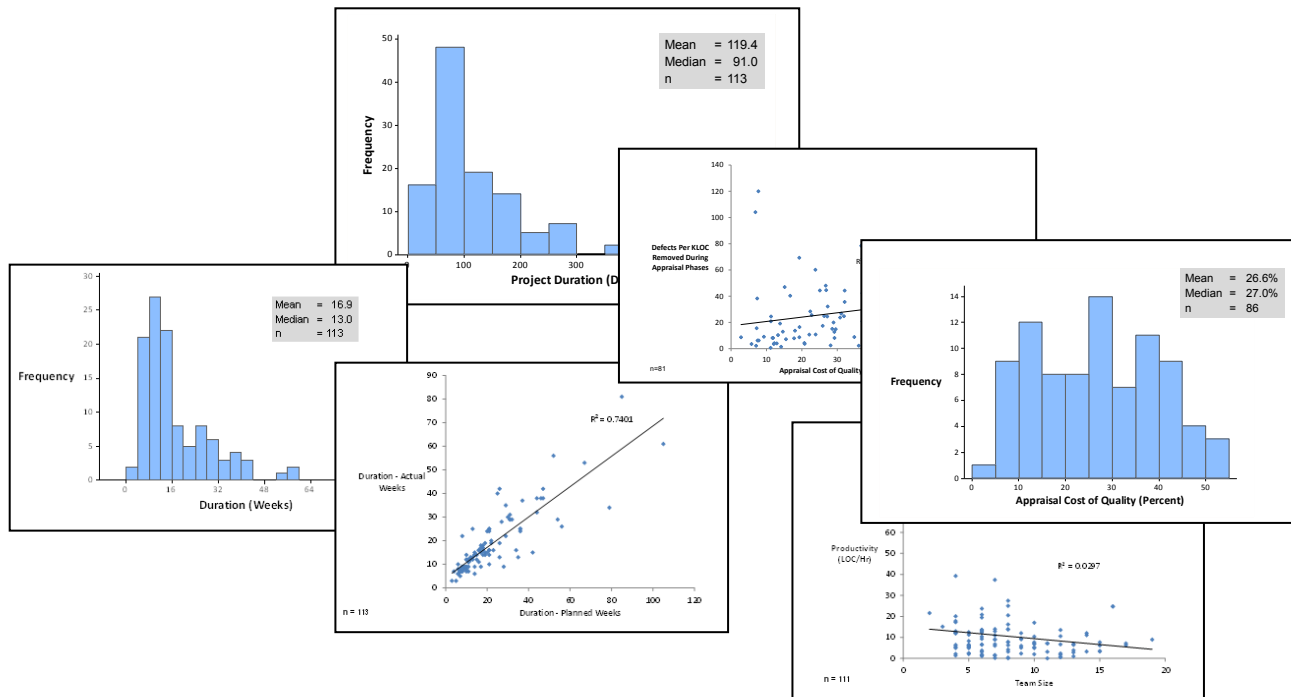 50
40
30
20
10
0
Frequency
Mean = 119.4
Median = 91.0
n = 113
0 100 200 300
Project Duration (D
140
120
100
80
60
40
20
0
Defects Per KLOC
Removed During
Appraisal Phases
R
0 10 20 30
Appraisal Cost of Quality
n=81
30
25
20
15
10
5
0
Frequency
Mean = 16.9
Median = 13.0
n = 113
0 16 32 48 64
Duration (Weeks)
14
12
10
8
6
4
2
0
Frequency
Mean = 26.6%
Median = 27.0%
n = 86
0 10 20 30 40 50
Appraisal Cost of Quality (Percent)
90
80
70
60
50
40
30
20
10
0
Duration - Actual
Weeks
R² = 0.7401
0 20 40 60 80 100 120
Duration - Planned Weeks
n = 113
60
50
40
30
20
10
0
Productivity
(LOC/Hr)
R² = 0.0297
0 5 10 15 20
Team Size
n = 111